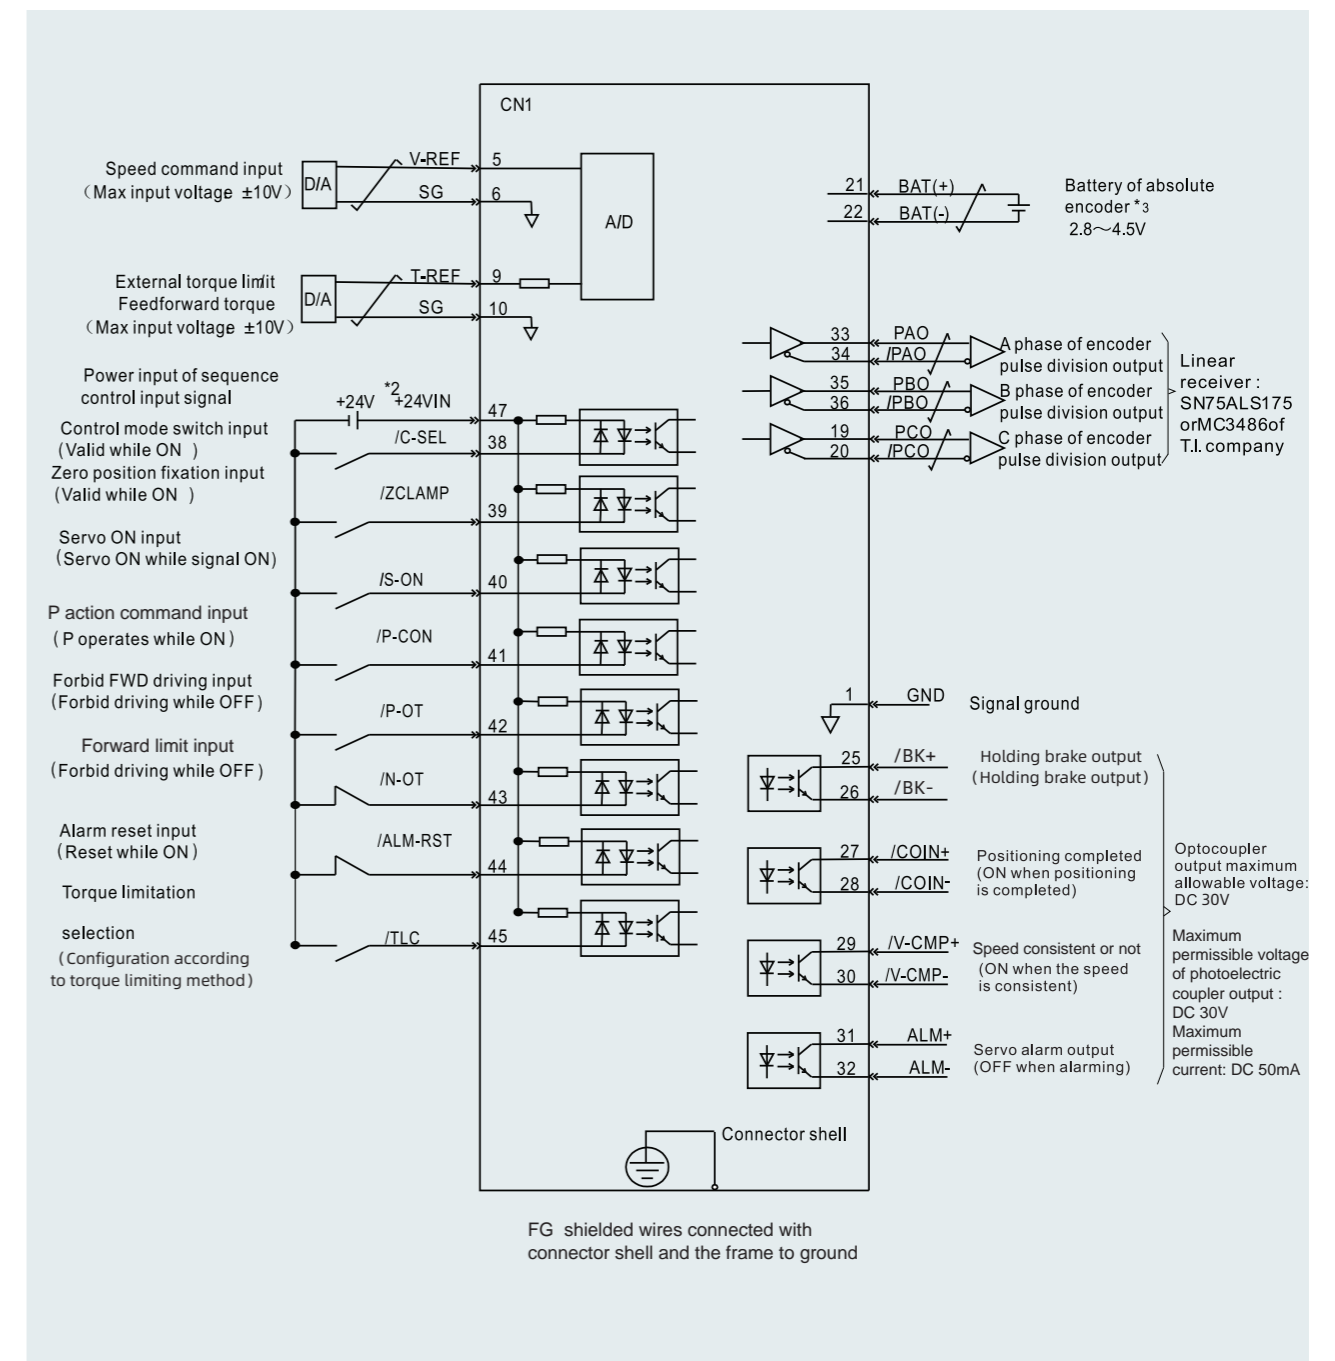 CN1
Speed command input
(Max input voltage ±10V)
D/A
V-REF
5
SG
6
A/D
External torque limit
Feedforward torque
(Max input voltage ±10V)
D/A
T-REF
9
SG
10
Power input of sequence
control input signal
+24V
*2
+24VIN
47
Control mode switch input
(Valid while ON )
/C-SEL
38
Zero position fixation input
(Valid while ON )
/ZCLAMP
39
Servo ON input
(Servo ON while signal ON)
/S-ON
40
P action command input
(P operates while ON)
/P-CON
41
Forbid FWD driving input
(Forbid driving while OFF)
/P-OT
42
Forward limit input
(Forbid driving while OFF)
/N-OT
43
Alarm reset input
(Reset while ON)
/ALM-RST
44
Torque limitation
selection
(Configuration according
to torque limiting method)
/TLC
45
21
BAT(+)
22
BAT(-)
Battery of absolute
encoder *3
2.8～4.5V
33
PAO
34
/PAO
A phase of encoder
pulse division output
35
PBO
36
/PBO
B phase of encoder
pulse division output
19
PCO
20
/PCO
C phase of encoder
pulse division output
Linear
receiver :
SN75ALS175
orMC3486of
T.I. company
1
GND
Signal ground
25
/BK+
26
/BK-
Holding brake output
(Holding brake output)
27
/COIN+
28
/COIN-
Positioning completed
(ON when positioning
is completed)
29
/V-CMP+
30
/V-CMP-
Speed consistent or not
(ON when the speed
is consistent)
31
ALM+
32
ALM-
Servo alarm output
(OFF when alarming)
Optocoupler
output maximum
allowable voltage:
DC 30V
Maximum
permissible voltage
of photoelectric
coupler output :
DC 30V
Maximum
permissible
current: DC 50mA
Connector shell
FG shielded wires connected with
connector shell and the frame to ground